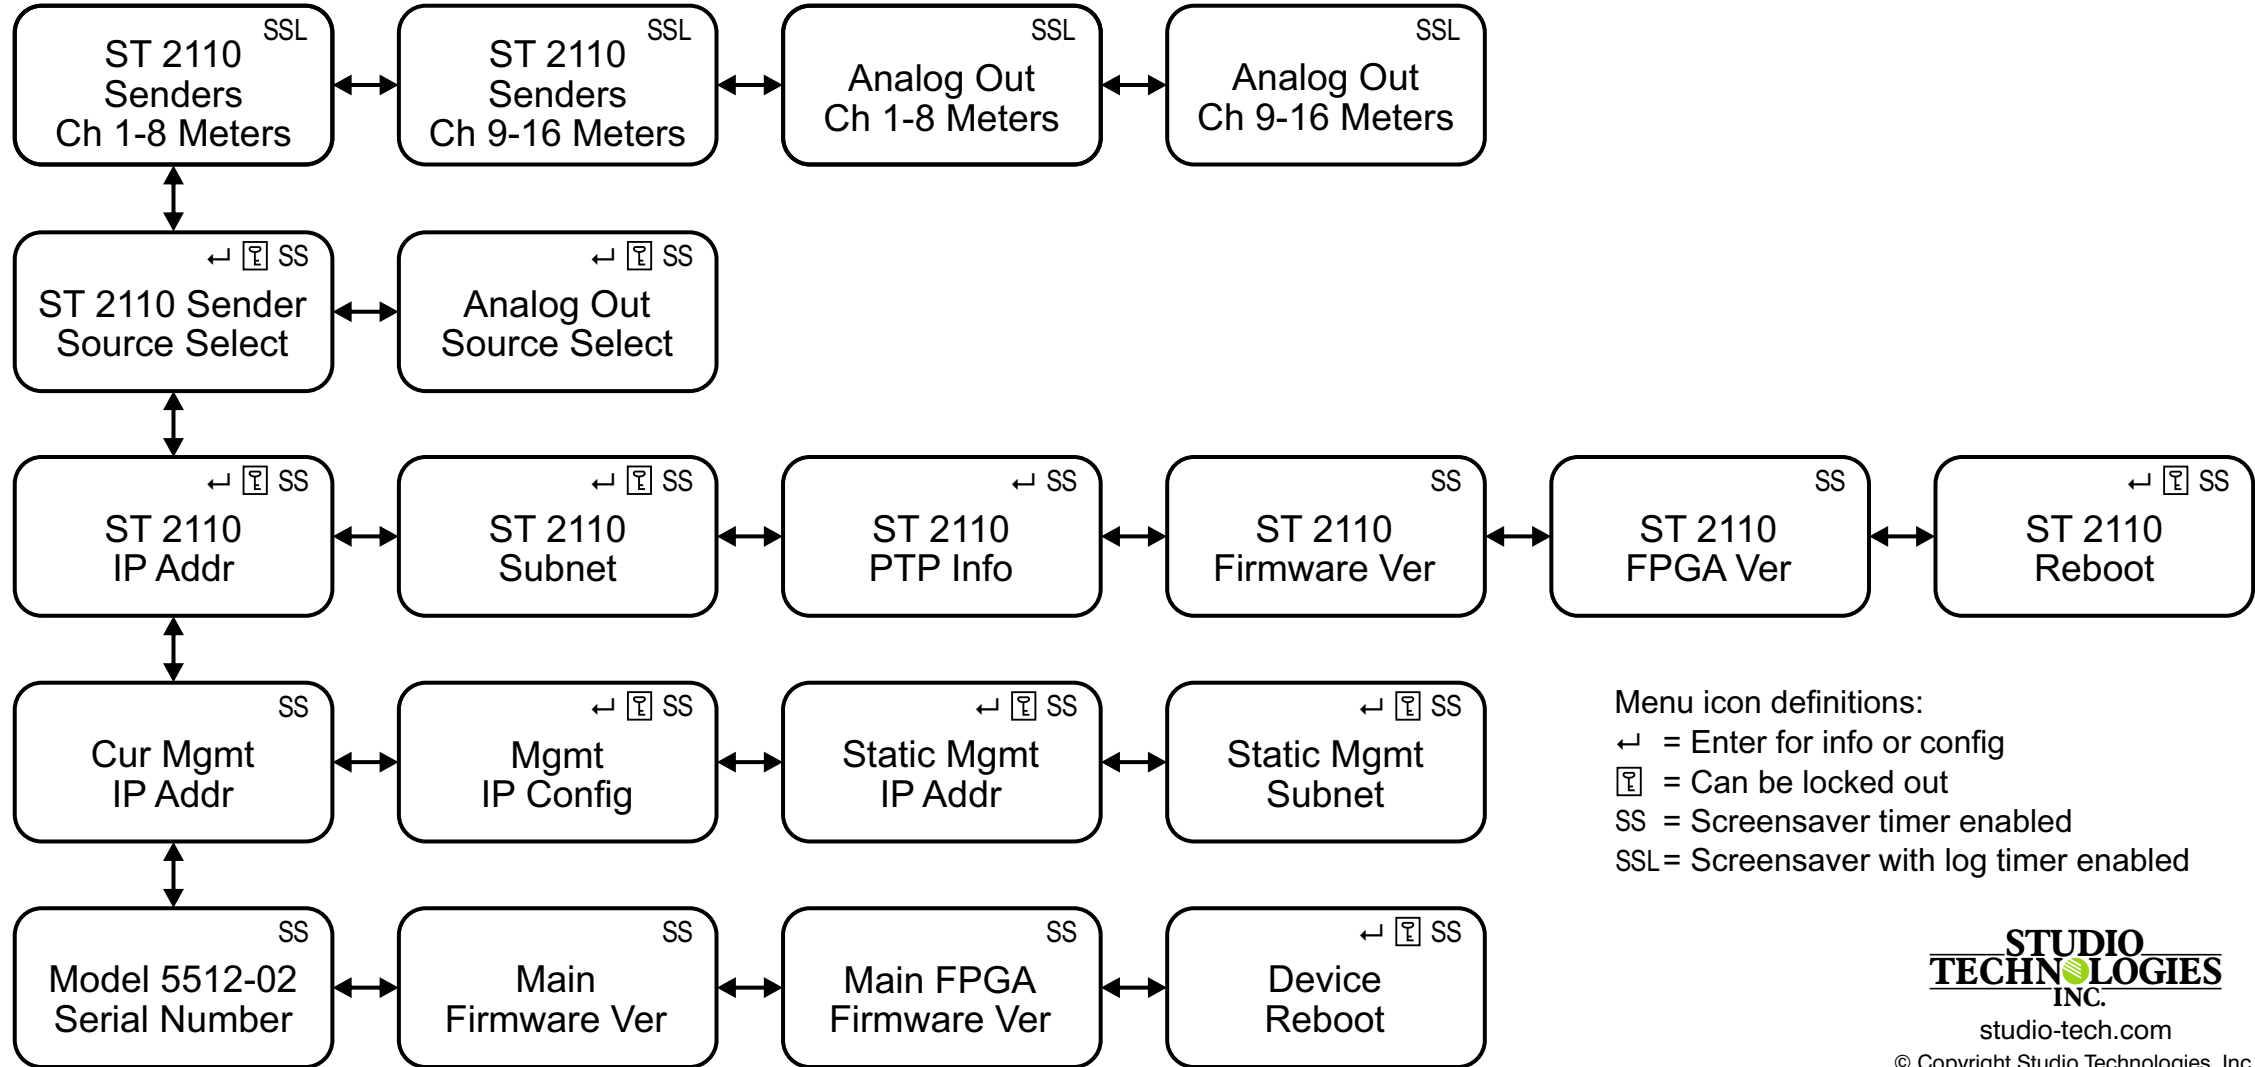 SSL
ST 2110
Senders
Ch 1-8 Meters
SSL
ST 2110
Senders
Ch 9-16 Meters
SSL
Analog Out
Ch 1-8 Meters
SSL
Analog Out
Ch 9-16 Meters
↵ SS
ST 2110 Sender
Source Select
↵ SS
Analog Out
Source Select
↵ SS
ST 2110
IP Addr
↵ SS
ST 2110
Subnet
↵ SS
ST 2110
PTP Info
SS
ST 2110
Firmware Ver
SS
ST 2110
FPGA Ver
↵ SS
ST 2110
Reboot
SS
Cur Mgmt
IP Addr
↵ SS
Mgmt
IP Config
↵ SS
Static Mgmt
IP Addr
↵ SS
Static Mgmt
Subnet
Menu icon definitions:
↵ = Enter for info or config
= Can be locked out
SS = Screensaver timer enabled
SSL = Screensaver with log timer enabled
SS
Model 5512-02
Serial Number
SS
Main
Firmware Ver
SS
Main FPGA
Firmware Ver
↵ SS
Device
Reboot
STUDIO
TECHNOLOGIES
INC.
studio-tech.com
© Copyright Studio Technologies, Inc.